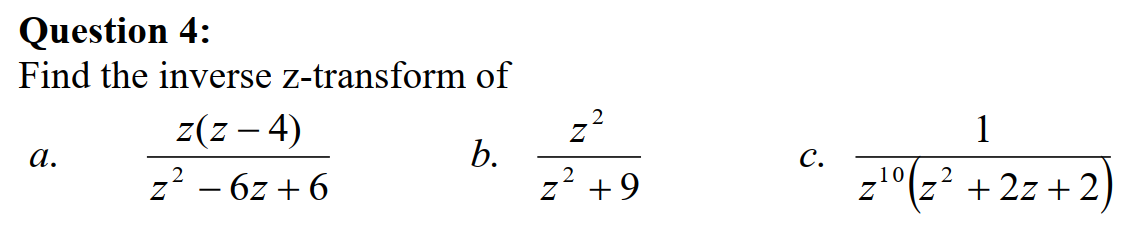 Question 4:
Find the inverse z-transform of
a. z(z − 4) / z² − 6z + 6 b. z² / z² + 9 c. 1 / z¹⁰(z² + 2z + 2)